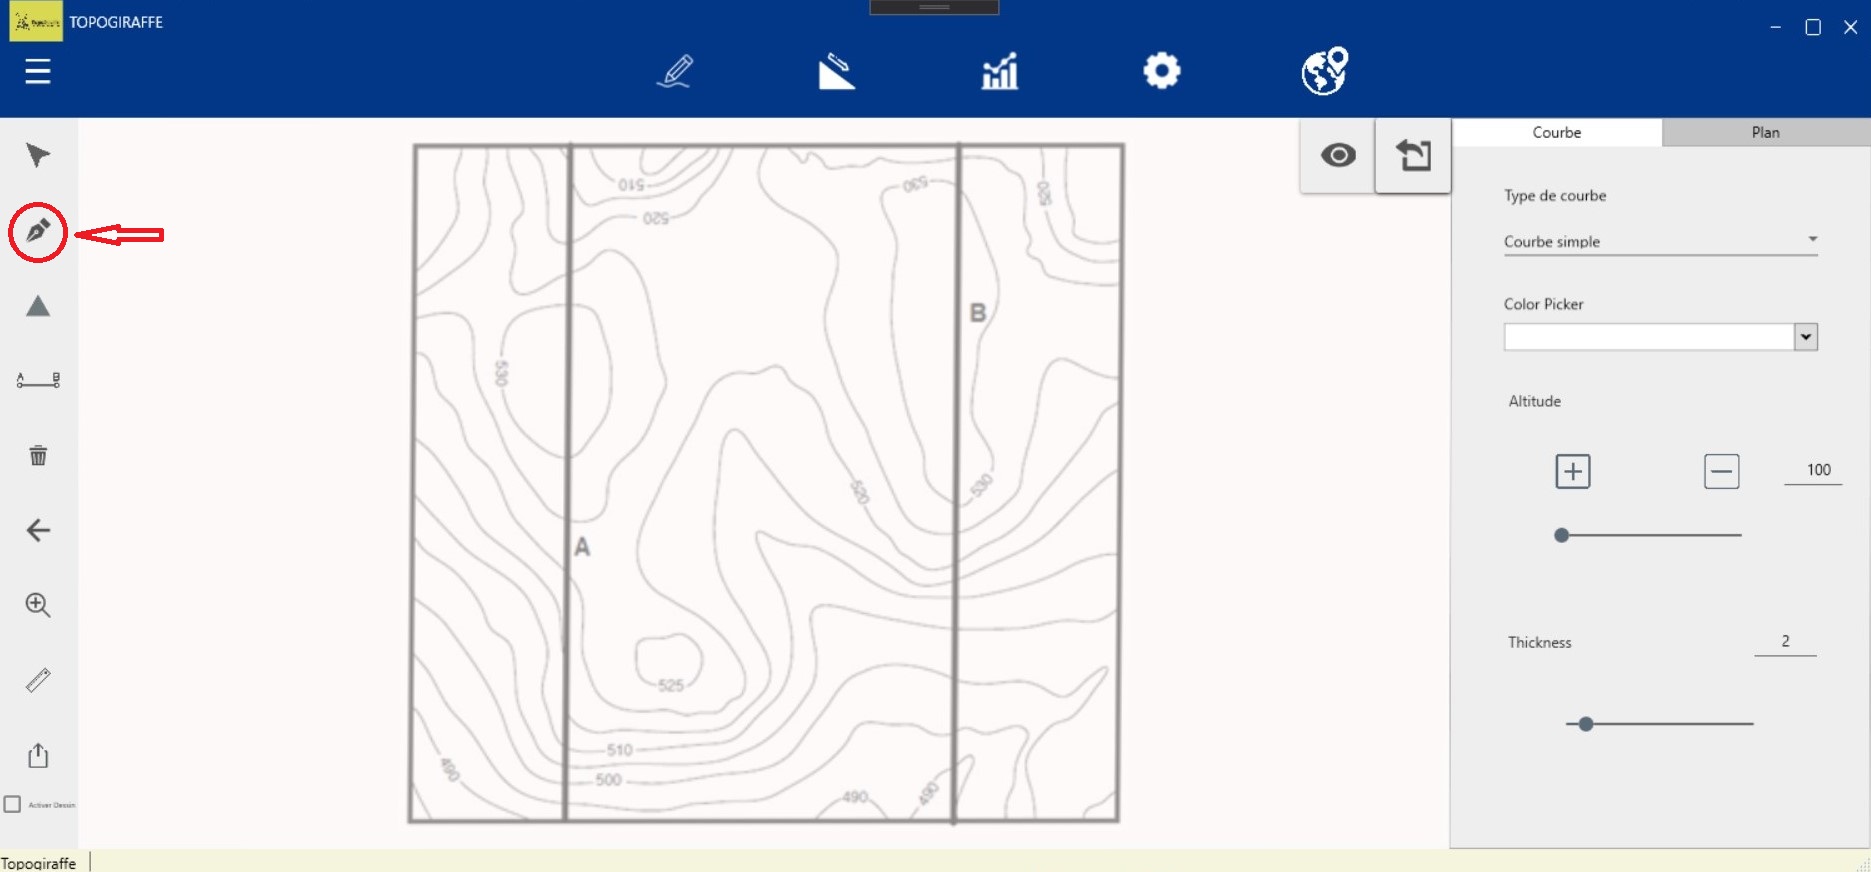 TOPOGIRAFFE
Courbe
Plan
510
520
530
520
Type de courbe
Courbe simple
B
Color Picker
530
Altitude
100
520
530
A
Thickness
2
525
510
500
490
490
490
A B
Activer Dessin
Topogiraffe